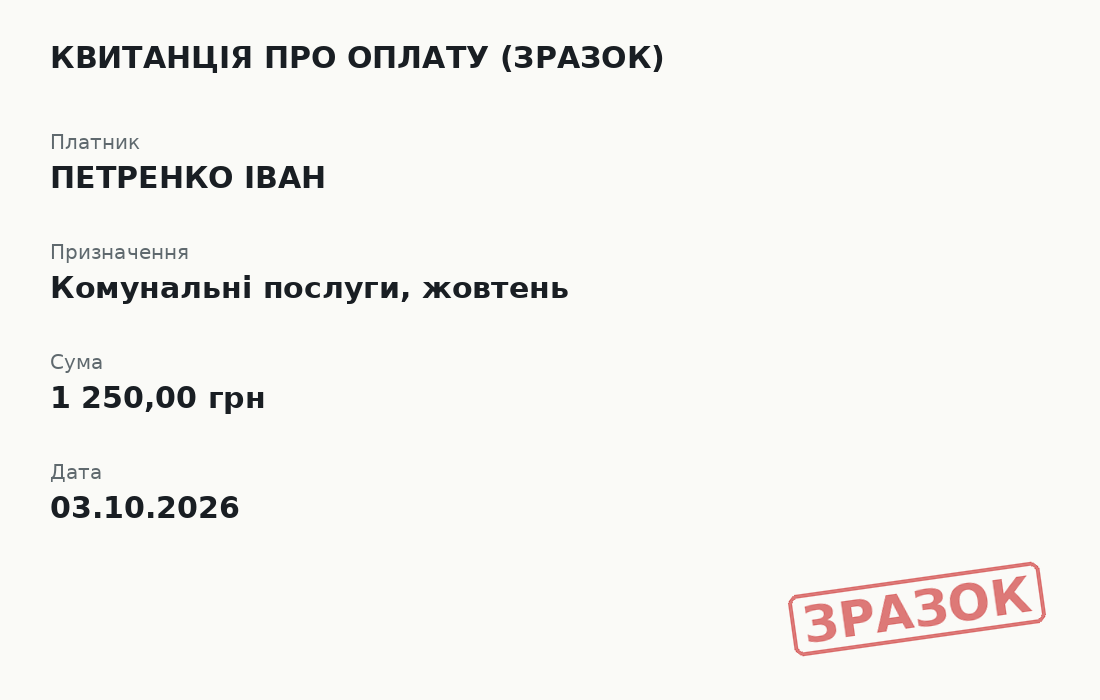 КВИТАНЦІЯ ПРО ОПЛАТУ (ЗРАЗОК)
Платник
ПЕТРЕНКО ІВАН
Призначення
Комунальні послуги, жовтень
Сума
1 250,00 грн
Дата
03.10.2026
ЗРАЗОК